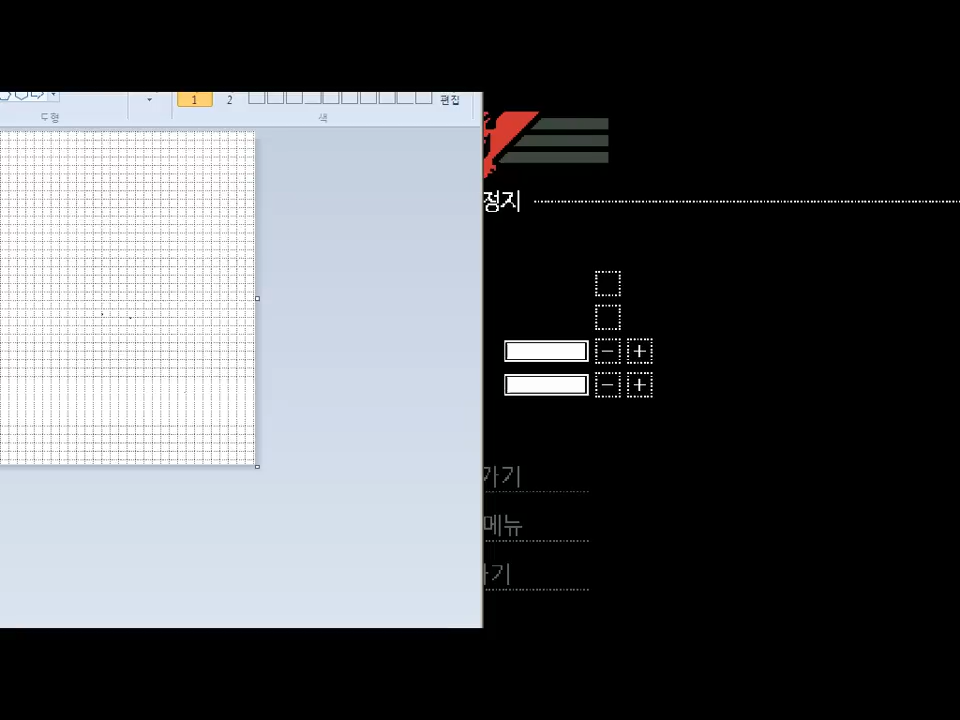 1 2 편집
도형 색
정지
- +
- +
가기
메뉴
가기